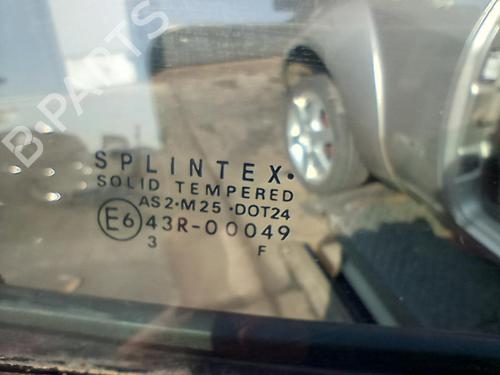 B-PARTS
SPLINTEX•
SOLID TEMPERED
AS2•M25•DOT24
E6 43R-00049
3 F